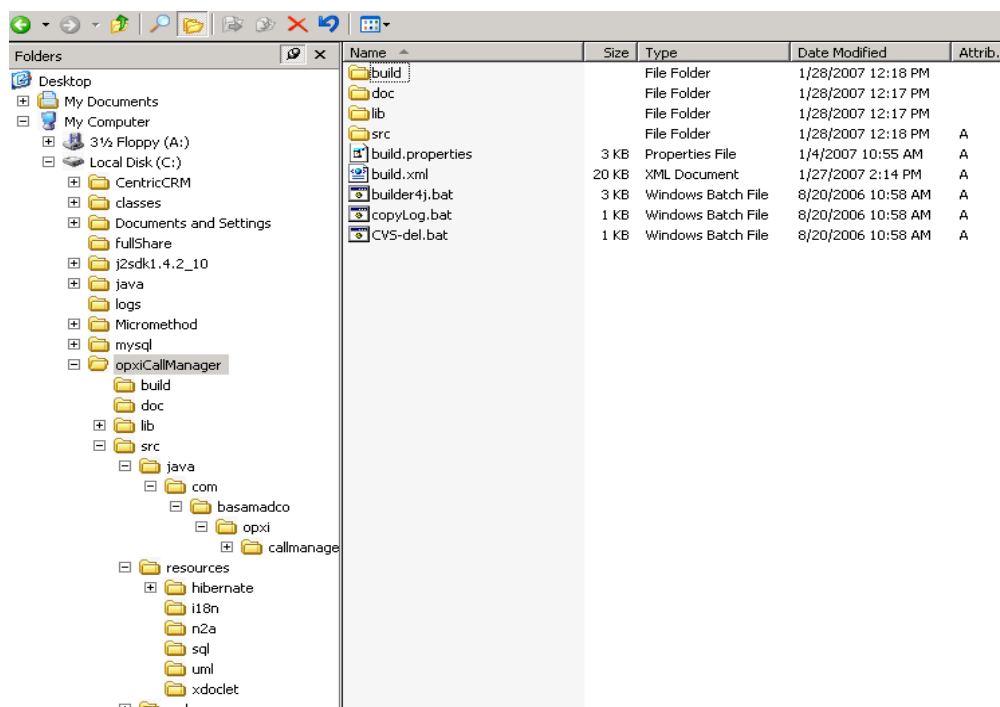 Folders
Desktop
My Documents
My Computer
3½ Floppy (A:)
Local Disk (C:)
CentricCRM
classes
Documents and Settings
fullShare
j2sdk1.4.2_10
java
logs
Micromethod
mysql
opxiCallManager
build
doc
lib
src
java
com
basamadco
opxi
callmanage
resources
hibernate
i18n
n2a
sql
uml
xdoclet
Name Size Type Date Modified Attrib.
build File Folder 1/28/2007 12:18 PM
doc File Folder 1/28/2007 12:17 PM
lib File Folder 1/28/2007 12:17 PM
src File Folder 1/28/2007 12:18 PM A
build.properties 3 KB Properties File 1/4/2007 10:55 AM A
build.xml 20 KB XML Document 1/27/2007 2:14 PM A
builder4j.bat 3 KB Windows Batch File 8/20/2006 10:58 AM A
copyLog.bat 1 KB Windows Batch File 8/20/2006 10:58 AM A
CVS-del.bat 1 KB Windows Batch File 8/20/2006 10:58 AM A